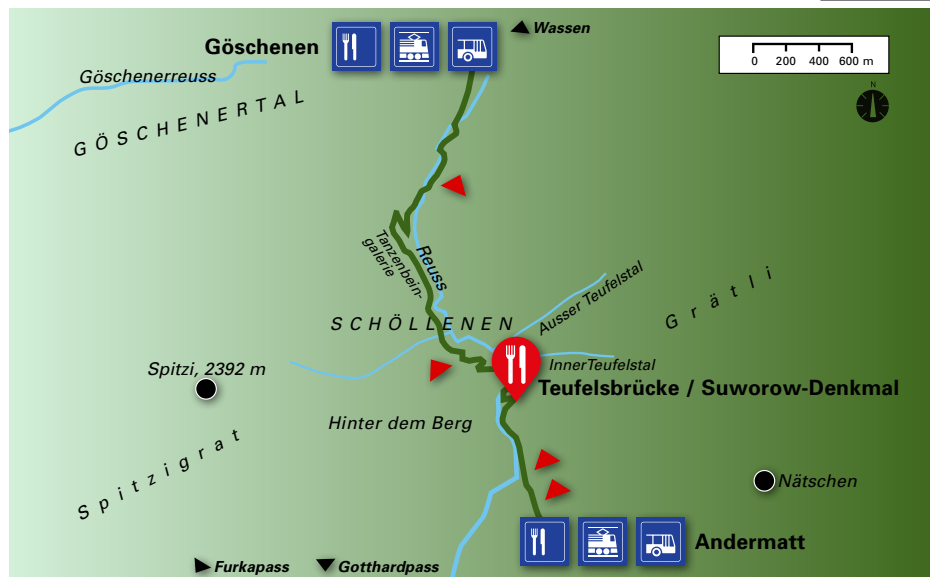 Wassen
Göschenen
0 200 400 600 m
N
Göschenerreuss
GÖSCHENERTAL
Tanzenbein-
galerie
Reuss
Ausser Teufelstal
Grätli
SCHÖLLENEN
InnerTeufelstal
Spitzi, 2392 m
Teufelsbrücke / Suworow-Denkmal
Hinter dem Berg
Spitzigrat
Nätschen
Andermatt
Furkapass
Gotthardpass